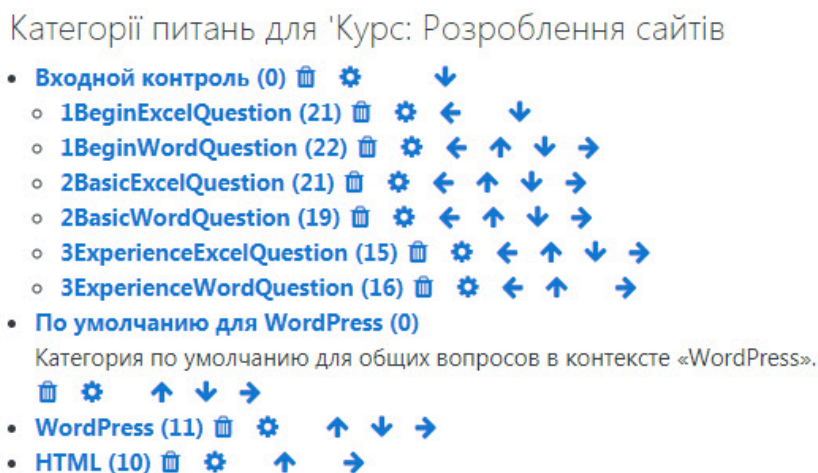 Категорії питань для 'Курс: Розроблення сайтів
Входной контроль (0)
1BeginExcelQuestion (21)
1BeginWordQuestion (22)
2BasicExcelQuestion (21)
2BasicWordQuestion (19)
3ExperienceExcelQuestion (15)
3ExperienceWordQuestion (16)
По умолчанию для WordPress (0)
Категория по умолчанию для общих вопросов в контексте «WordPress».
WordPress (11)
HTML (10)